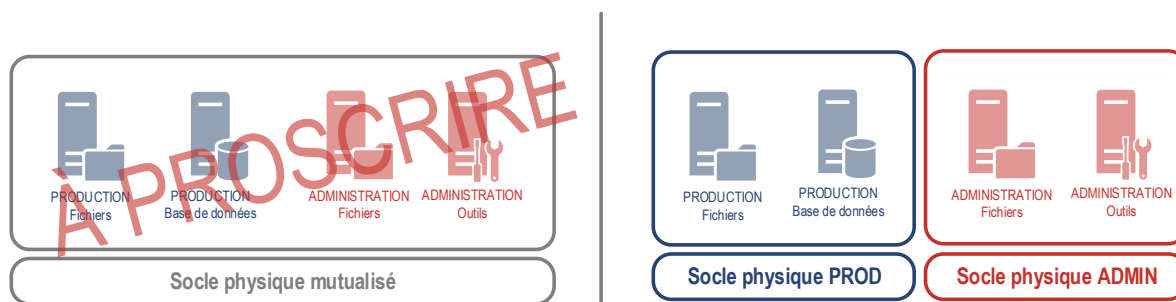 À PROSCRIRE
PRODUCTION
Fichiers
PRODUCTION
Base de données
ADMINISTRATION
Fichiers
ADMINISTRATION
Outils
Socle physique mutualisé
PRODUCTION
Fichiers
PRODUCTION
Base de données
ADMINISTRATION
Fichiers
ADMINISTRATION
Outils
Socle physique PROD
Socle physique ADMIN